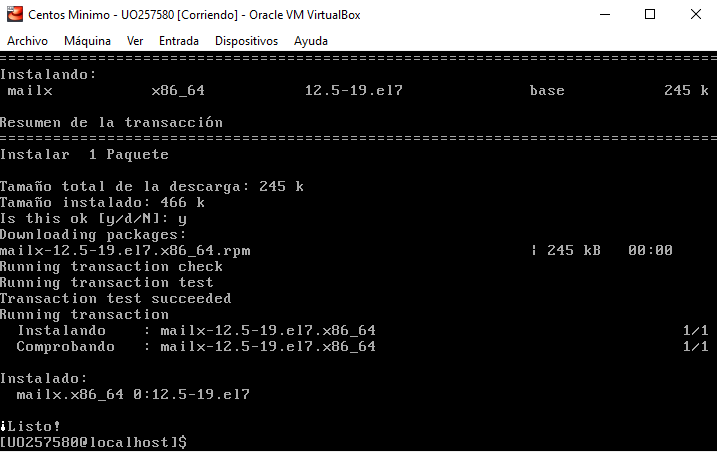 Centos Minimo - UO257580 [Corriendo] - Oracle VM VirtualBox
Archivo Máquina Ver Entrada Dispositivos Ayuda
================================================================================
Instalando:
 mailx x86_64 12.5-19.el7 base 245 k
Resumen de la transacción
================================================================================
Instalar 1 Paquete
Tamaño total de la descarga: 245 k
Tamaño instalado: 466 k
Is this ok [y/d/N]: y
Downloading packages:
mailx-12.5-19.el7.x86_64.rpm | 245 kB 00:00
Running transaction check
Running transaction test
Transaction test succeeded
Running transaction
  Instalando : mailx-12.5-19.el7.x86_64 1/1
  Comprobando : mailx-12.5-19.el7.x86_64 1/1
Instalado:
  mailx.x86_64 0:12.5-19.el7
¡Listo!
[UO257580@localhost]$